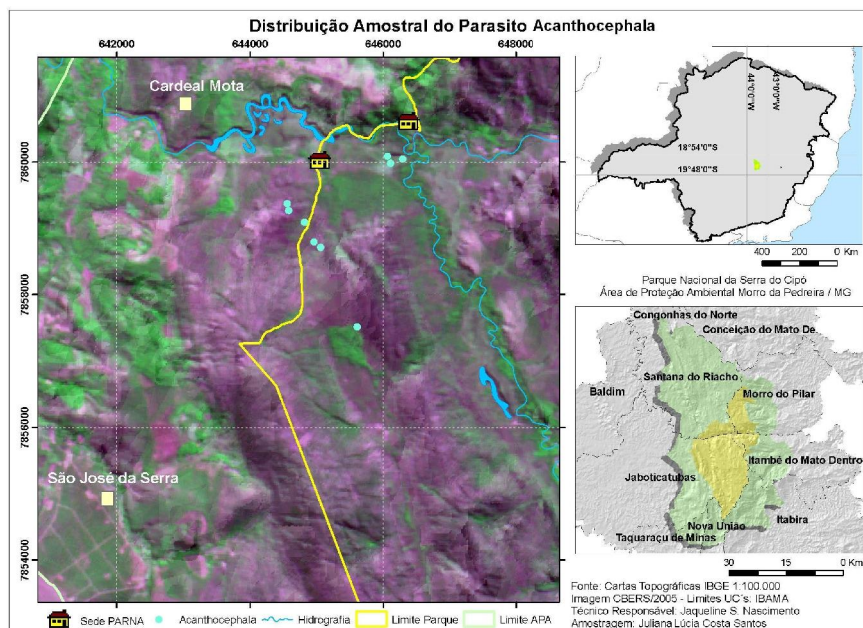 Distribuição Amostral do Parasito Acanthocephala
642000 644000 646000 648000
Cardeal Mota
7860000
7858000
7856000
7854000
São José da Serra
Sede PARNA Acanthocephala Hidrografia Limite Parque Limite APA
44°0'0"W
43°0'0"W
18°54'0"S
19°48'0"S
400 200 0 Km
Parque Nacional da Serra do Cipó
Área de Proteção Ambiental Morro da Pedreira / MG
Congonhas do Norte
Conceição do Mato De.
Santana do Riacho
Baldim
Morro do Pilar
Itambé do Mato Dentro
Jaboticatubas
Itabira
Nova União
Taquaraçu de Minas
30 15 0 Km
Fonte: Cartas Topográficas IBGE 1:100.000
Imagem CBERS/2005 - Limites UC´s: IBAMA
Técnico Responsável: Jaqueline S. Nascimento
Amostragem: Juliana Lúcia Costa Santos